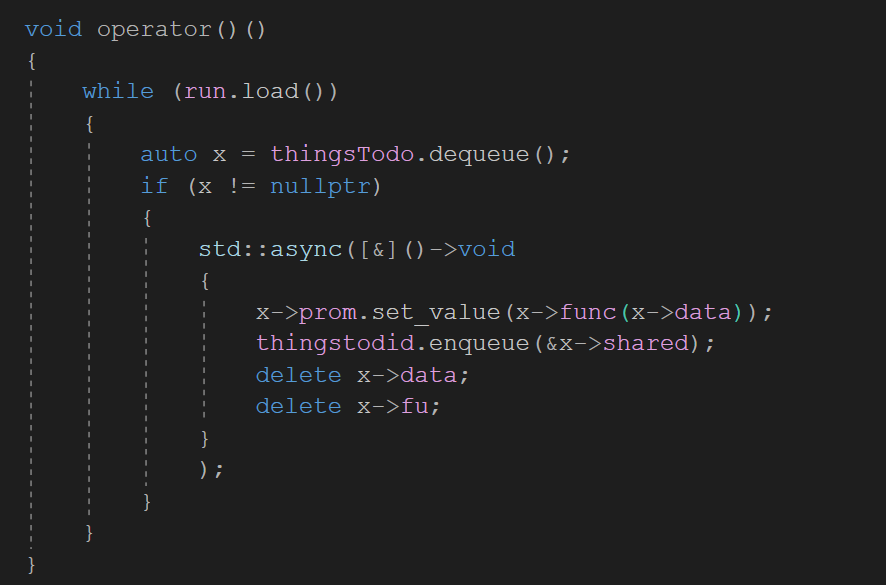 void operator()()
{
    while (run.load())
    {
        auto x = thingsTodo.dequeue();
        if (x != nullptr)
        {
            std::async([&]()->void
            {
                x->prom.set_value(x->func(x->data));
                thingstodid.enqueue(&x->shared);
                delete x->data;
                delete x->fu;
            }
            );
        }
    }
}